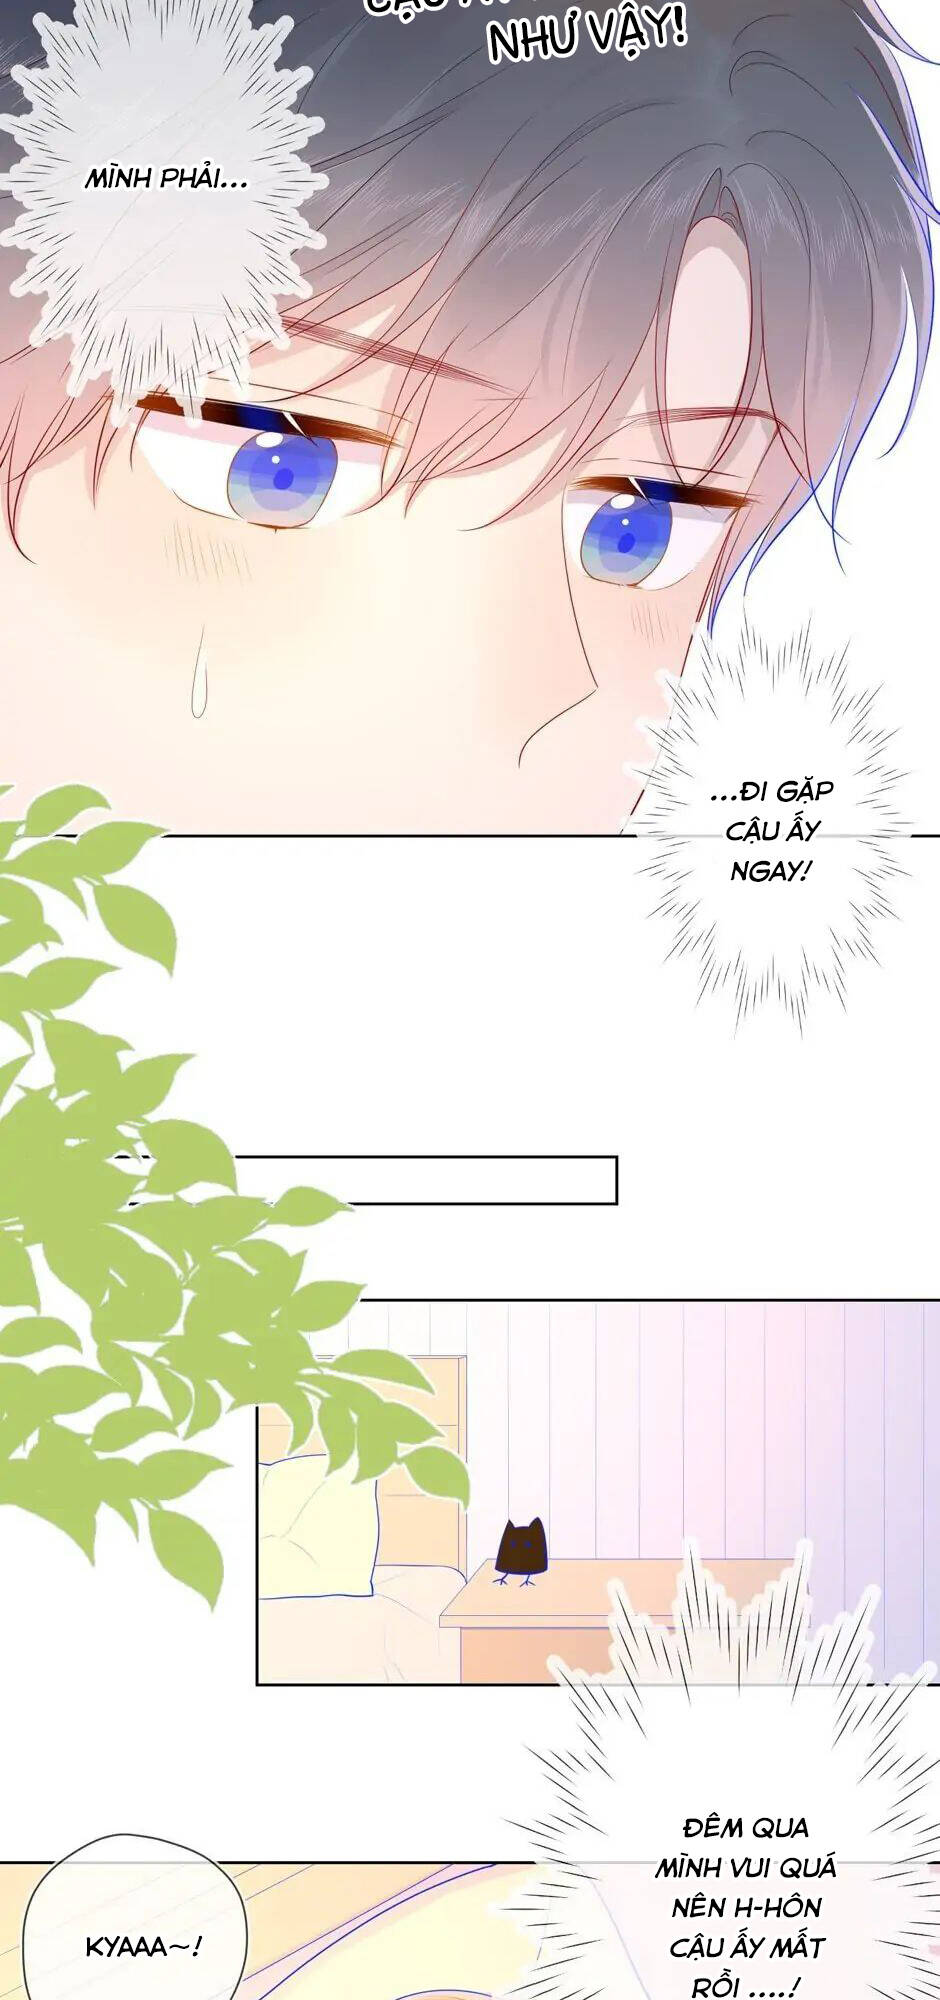 NHƯ VẬY!
MÌNH PHẢI...
...ĐI GẶP
CẬU ẤY
NGAY!
ĐÊM QUA
MÌNH VUI QUÁ
NÊN H-HÔN
CẬU ẤY MẤT
RỒI ....!
KYAAA~!